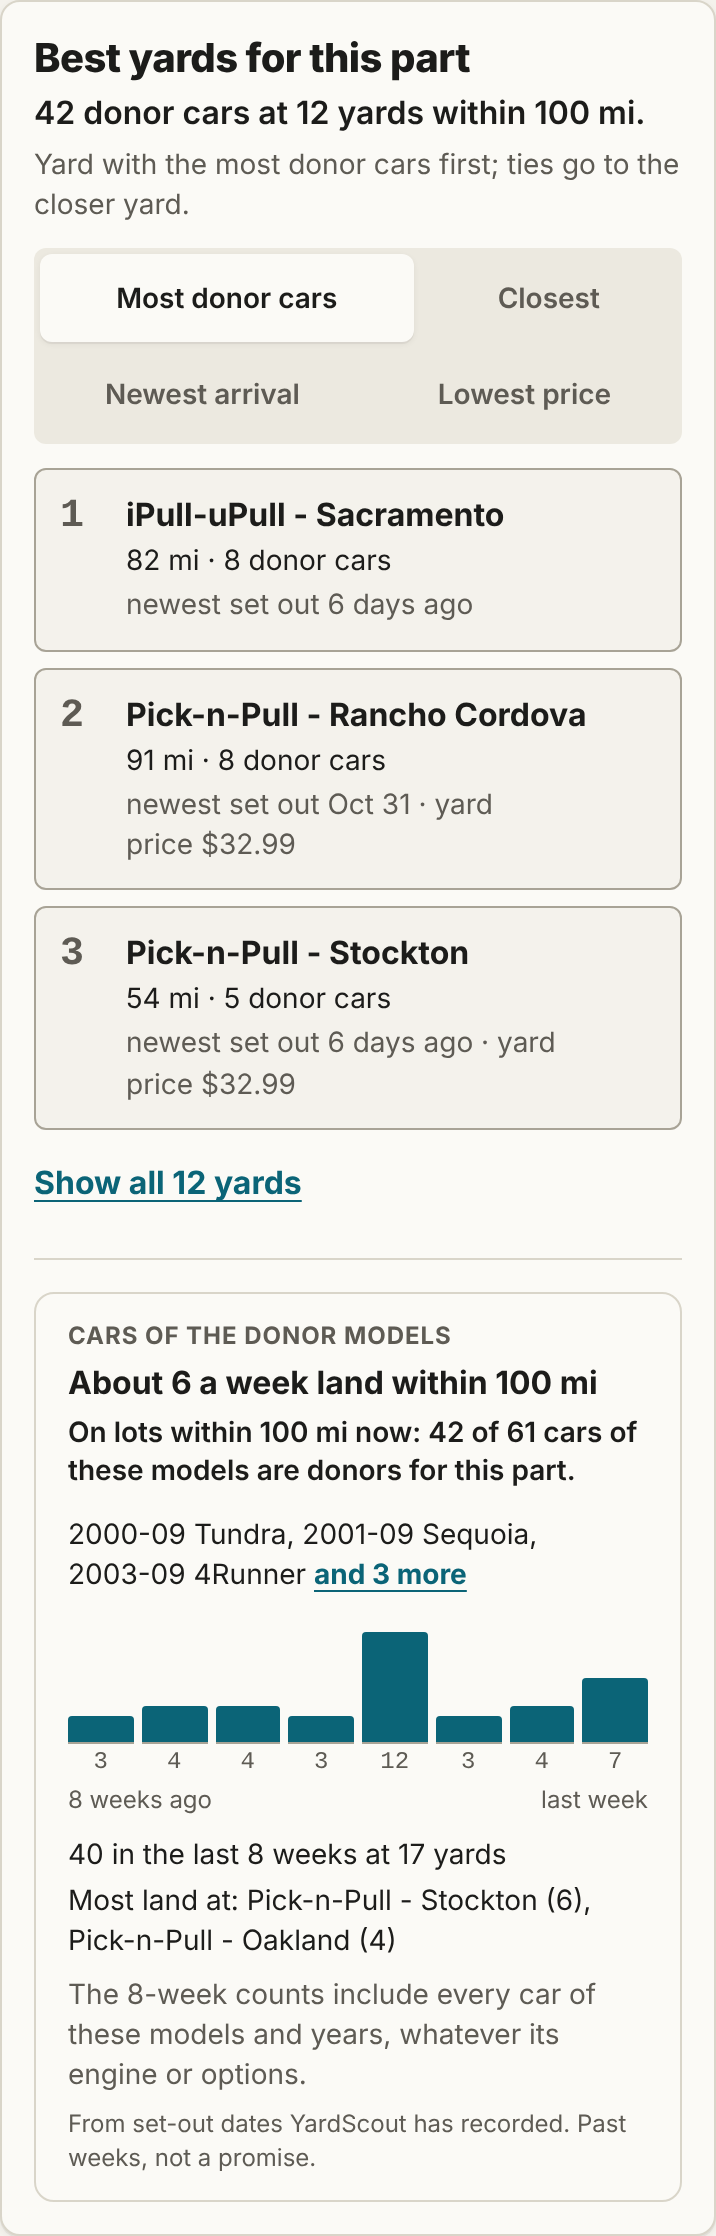 Best yards for this part
42 donor cars at 12 yards within 100 mi.
Yard with the most donor cars first; ties go to the
closer yard.
Most donor cars
Closest
Newest arrival
Lowest price
1
iPull-uPull - Sacramento
82 mi · 8 donor cars
newest set out 6 days ago
2
Pick-n-Pull - Rancho Cordova
91 mi · 8 donor cars
newest set out Oct 31 · yard
price $32.99
3
Pick-n-Pull - Stockton
54 mi · 5 donor cars
newest set out 6 days ago · yard
price $32.99
Show all 12 yards
CARS OF THE DONOR MODELS
About 6 a week land within 100 mi
On lots within 100 mi now: 42 of 61 cars of
these models are donors for this part.
2000-09 Tundra, 2001-09 Sequoia,
2003-09 4Runner and 3 more
3 4 4 3 12 3 4 7
8 weeks ago
last week
40 in the last 8 weeks at 17 yards
Most land at: Pick-n-Pull - Stockton (6),
Pick-n-Pull - Oakland (4)
The 8-week counts include every car of
these models and years, whatever its
engine or options.
From set-out dates YardScout has recorded. Past
weeks, not a promise.